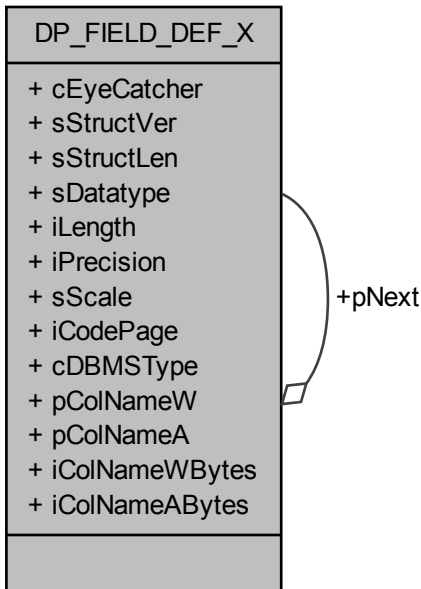 DP_FIELD_DEF_X
+ cEyeCatcher
+ sStructVer
+ sStructLen
+ sDatatype
+ iLength
+ iPrecision
+ sScale
+ iCodePage
+ cDBMSType
+ pColNameW
+ pColNameA
+ iColNameWBytes
+ iColNameABytes
+pNext